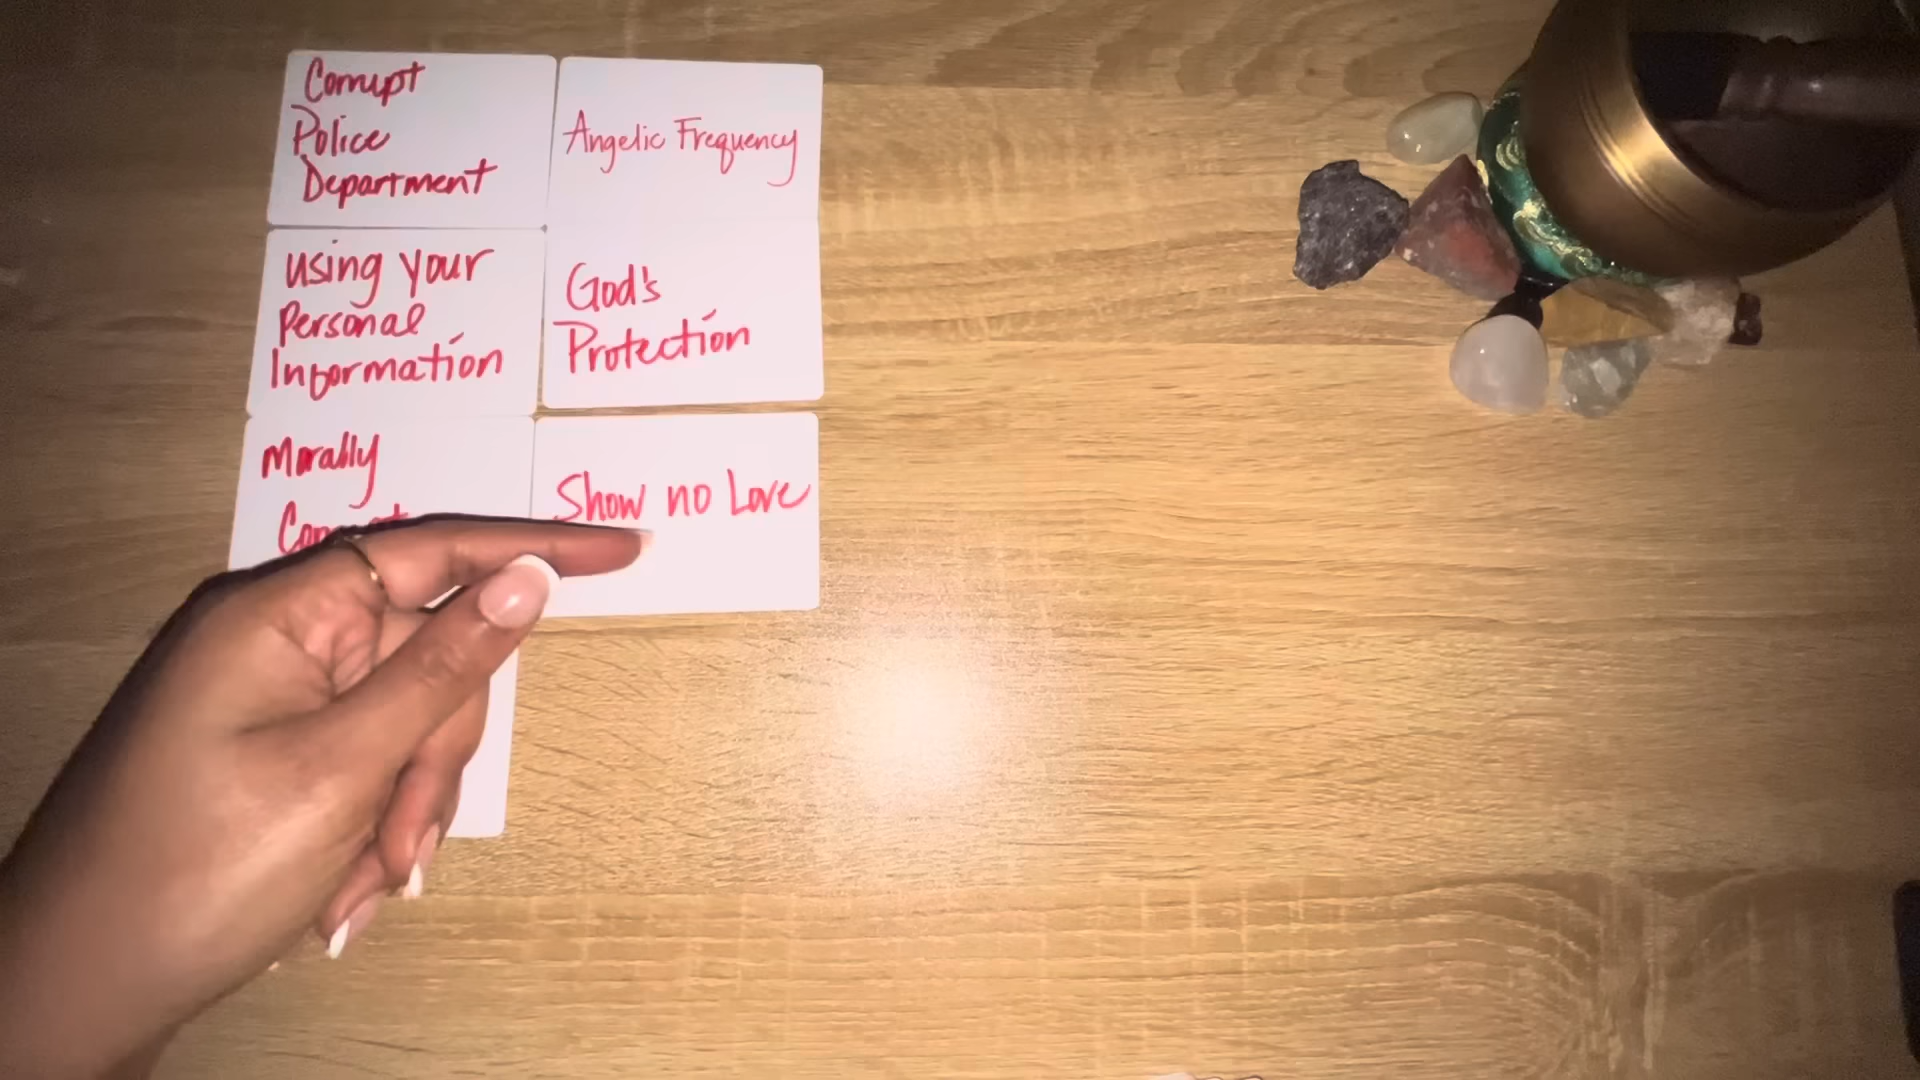 Corrupt
Police
Department
Angelic Frequency
using your
Personal
Information
God's
Protection
Morally
Show no Love